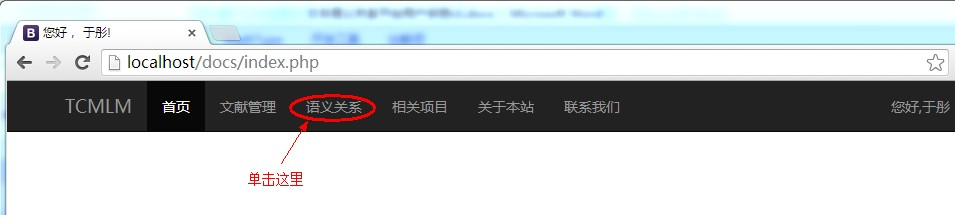 B 您好， 于彤!
localhost/docs/index.php
TCMLM 首页 文献管理 语义关系 相关项目 关于本站 联系我们 您好,于彤
单击这里